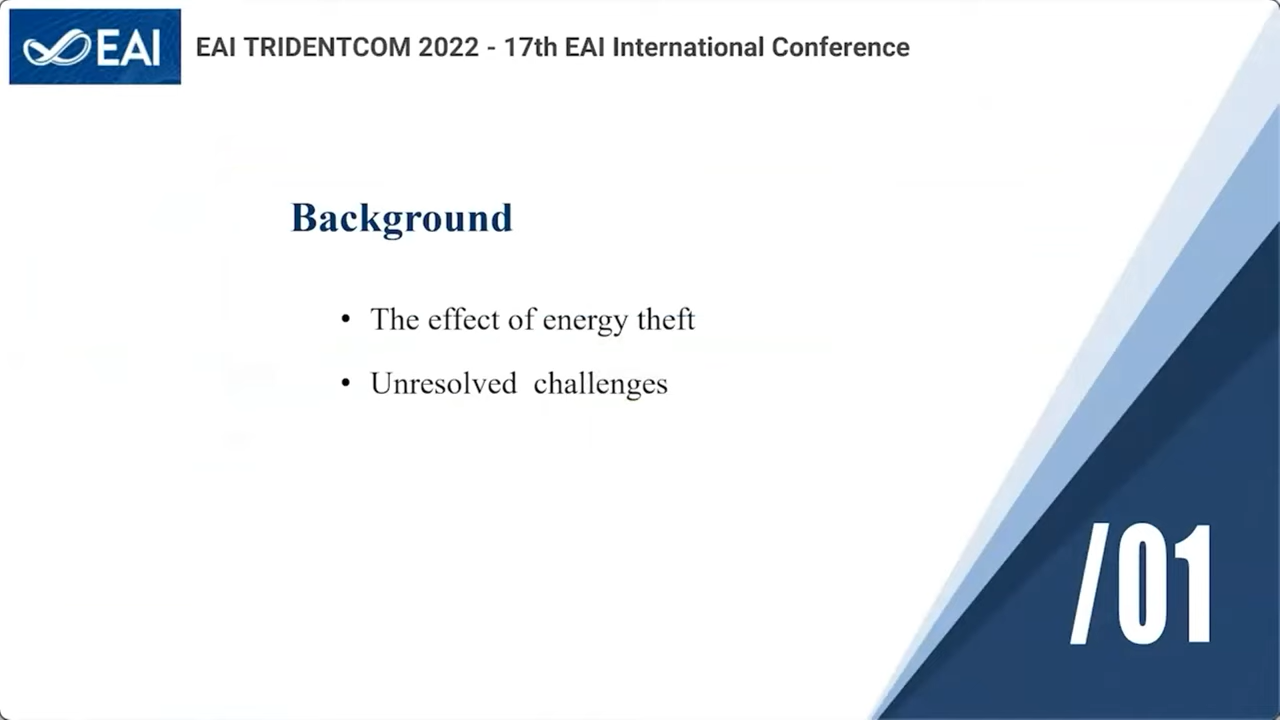 EAI
EAI TRIDENTCOM 2022 - 17th EAI International Conference
Background
• The effect of energy theft
• Unresolved challenges
/01